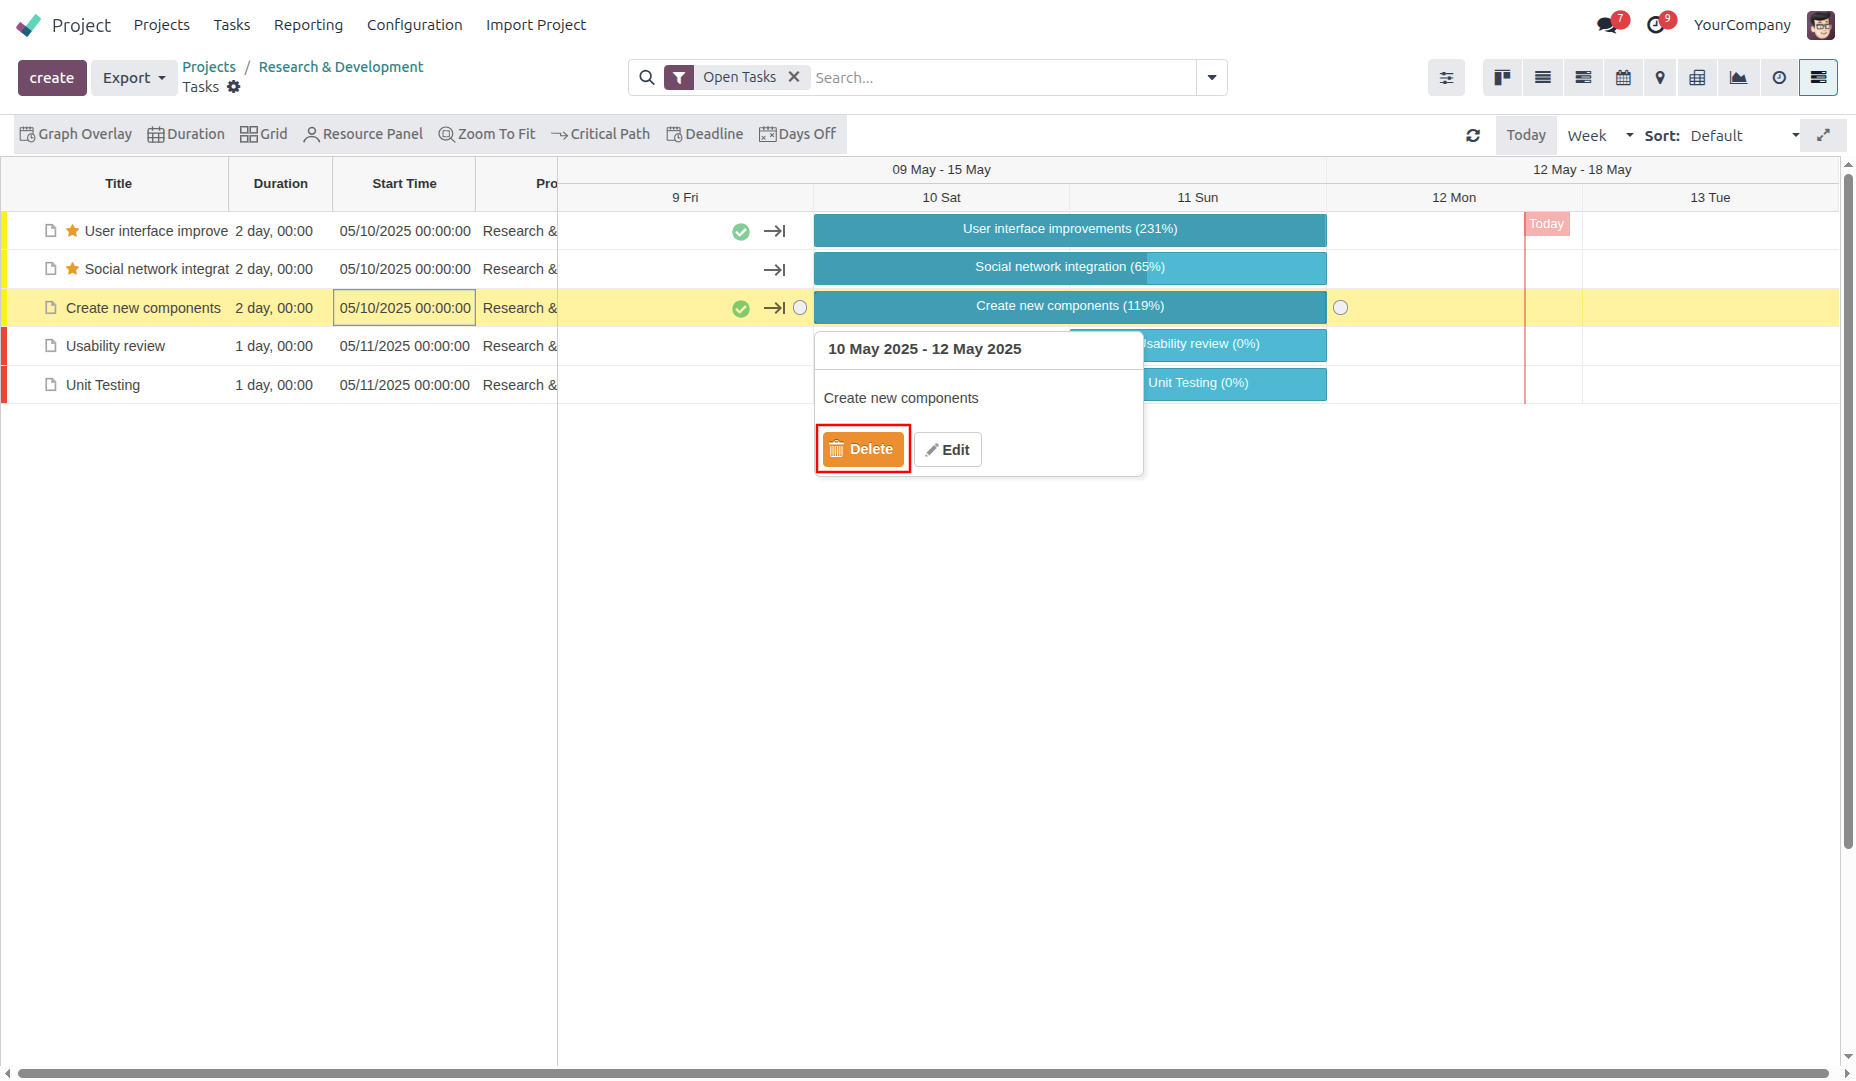 Project Projects Tasks Reporting Configuration Import Project 7 9 YourCompany
create Export Projects / Research & Development
Tasks
Open Tasks Search...
Graph Overlay Duration Grid Resource Panel Zoom To Fit Critical Path Deadline Days Off Today Week Sort: Default
Title Duration Start Time Pro 09 May - 15 May 12 May - 18 May
9 Fri 10 Sat 11 Sun 12 Mon 13 Tue
User interface improve 2 day, 00:00 05/10/2025 00:00:00 Research & User interface improvements (231%) Today
Social network integrat 2 day, 00:00 05/10/2025 00:00:00 Research & Social network integration (65%)
Create new components 2 day, 00:00 05/10/2025 00:00:00 Research & Create new components (119%)
Usability review 1 day, 00:00 05/11/2025 00:00:00 Research & sability review (0%)
Unit Testing 1 day, 00:00 05/11/2025 00:00:00 Research & Unit Testing (0%)
10 May 2025 - 12 May 2025
Create new components
Delete Edit